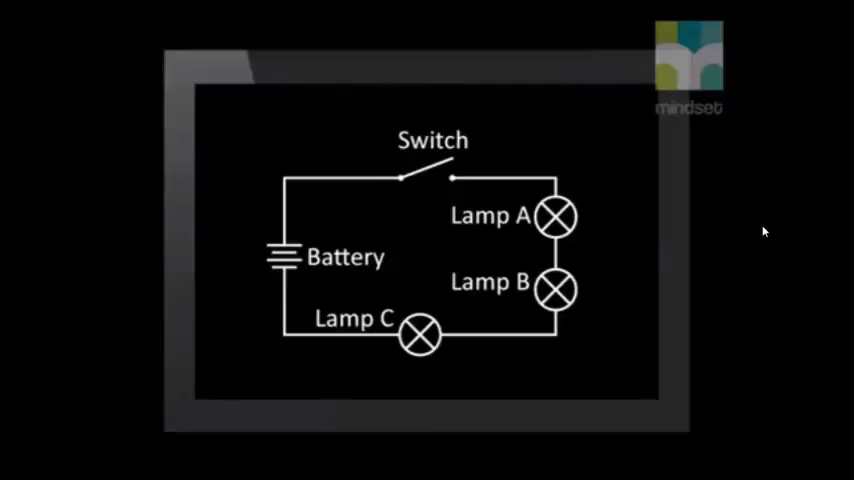 mindset
Switch
Lamp A
Battery
Lamp B
Lamp C